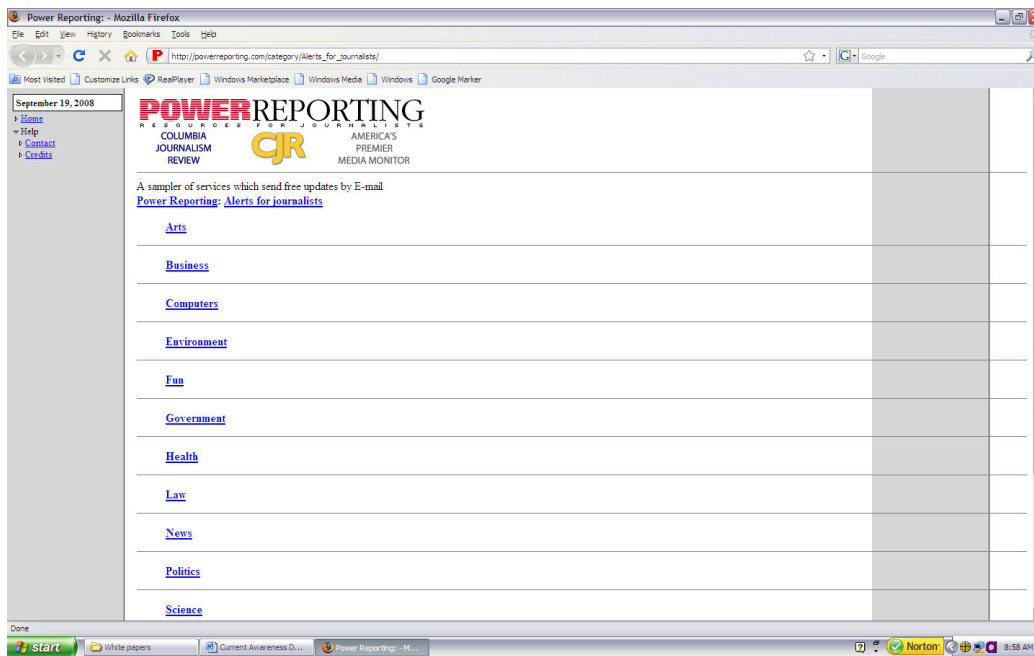 Power Reporting: - Mozilla Firefox
File Edit View History Bookmarks Tools Help
http://powerreporting.com/category/Alerts_for_journalists/
Google
Most Visited Customize Links RealPlayer Windows Marketplace Windows Media Windows Google Marker
September 19, 2008
Home
Help
Contact
Credits
POWERREPORTING
RESOURCES FOR JOURNALISTS
COLUMBIA
JOURNALISM
REVIEW
CJR
AMERICA'S
PREMIER
MEDIA MONITOR
A sampler of services which send free updates by E-mail
Power Reporting: Alerts for journalists
Arts
Business
Computers
Environment
Fun
Government
Health
Law
News
Politics
Science
Done
start White papers Current Awareness D... Power Reporting: - M... Norton 8:58 AM